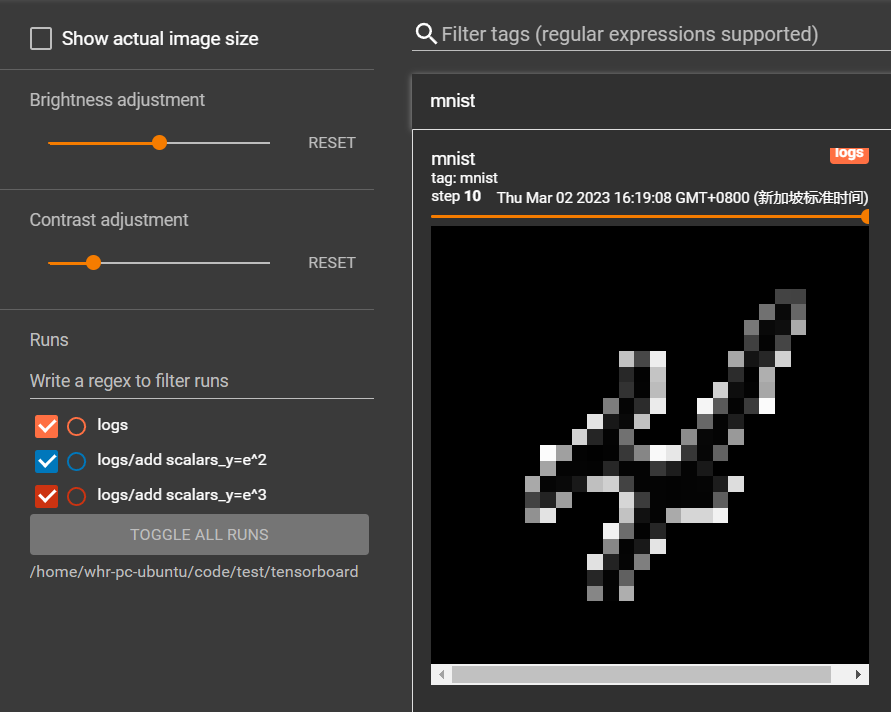 Show actual image size
Brightness adjustment
RESET
Contrast adjustment
RESET
Runs
Write a regex to filter runs
logs
logs/add scalars_y=e^2
logs/add scalars_y=e^3
TOGGLE ALL RUNS
/home/whr-pc-ubuntu/code/test/tensorboard
Filter tags (regular expressions supported)
mnist
mnist
logs
tag: mnist
step 10 Thu Mar 02 2023 16:19:08 GMT+0800 (新加坡标准时间)